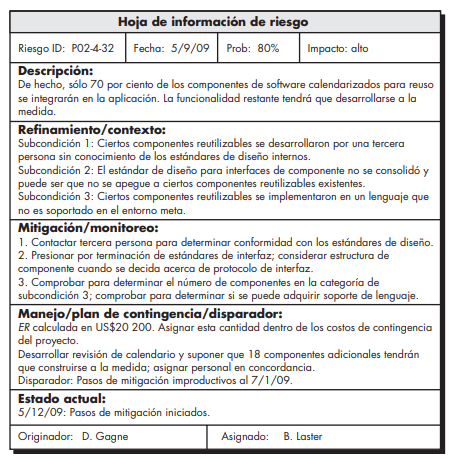 Hoja de información de riesgo
Riesgo ID: P02-4-32 Fecha: 5/9/09 Prob: 80% Impacto: alto
Descripción:
De hecho, sólo 70 por ciento de los componentes de software calendarizados para reuso
se integrarán en la aplicación. La funcionalidad restante tendrá que desarrollarse a la
medida.
Refinamiento/contexto:
Subcondición 1: Ciertos componentes reutilizables se desarrollaron por una tercera
persona sin conocimiento de los estándares de diseño internos.
Subcondición 2: El estándar de diseño para interfaces de componente no se consolidó y
puede ser que no se apegue a ciertos componentes reutilizables existentes.
Subcondición 3: Ciertos componentes reutilizables se implementaron en un lenguaje que
no es soportado en el entorno meta.
Mitigación/monitoreo:
1. Contactar tercera persona para determinar conformidad con los estándares de diseño.
2. Presionar por terminación de estándares de interfaz; considerar estructura de
componente cuando se decida acerca de protocolo de interfaz.
3. Comprobar para determinar el número de componentes en la categoría de
subcondición 3; comprobar para determinar si se puede adquirir soporte de lenguaje.
Manejo/plan de contingencia/disparador:
ER calculada en US$20 200. Asignar esta cantidad dentro de los costos de contingencia
del proyecto.
Desarrollar revisión de calendario y suponer que 18 componentes adicionales tendrán
que construirse a la medida; asignar personal en concordancia.
Disparador: Pasos de mitigación improductivos al 7/1/09.
Estado actual:
5/12/09: Pasos de mitigación iniciados.
Originador: D. Gagne Asignado: B. Laster